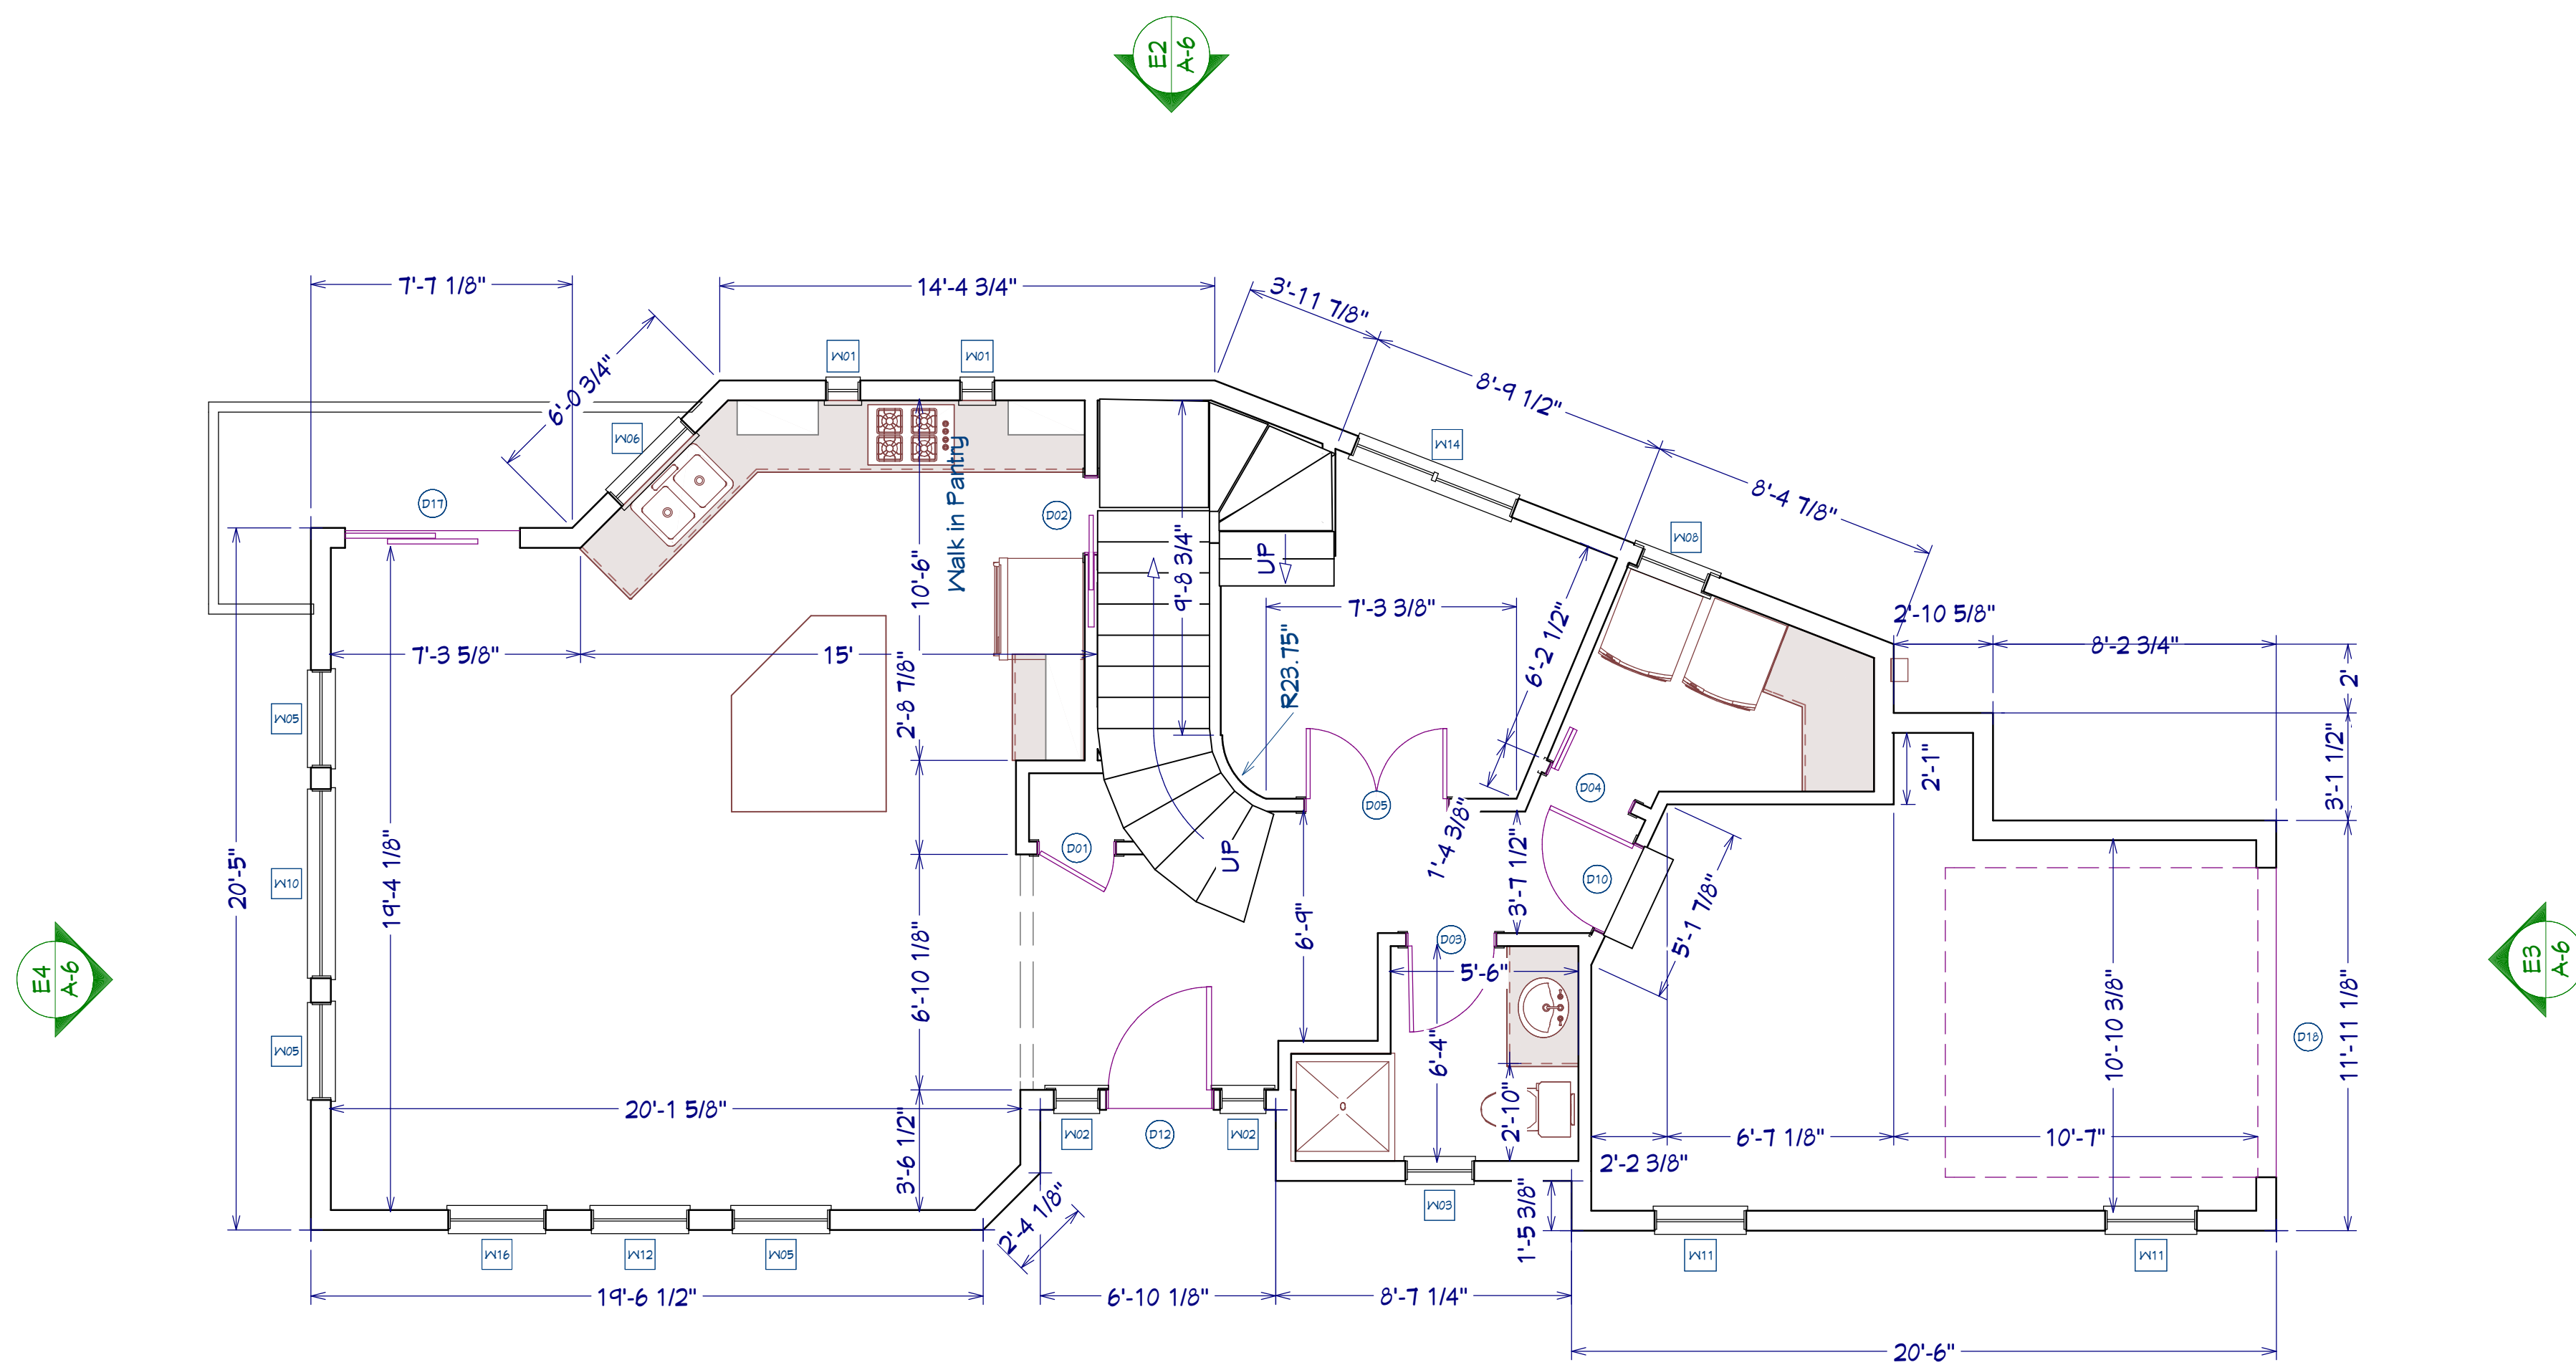 E2
A-6
7'-7 1/8"
14'-4 3/4"
3'-11 7/8"
6'-0 3/4"
W01
W01
8'-9 1/2"
W06
W14
8'-4 7/8"
D17
Walk in Pantry
D02
W08
10'-6"
9'-8 3/4"
UP
7'-3 3/8"
6'-2 1/2"
2'-10 5/8"
8'-2 3/4"
7'-3 5/8"
15'
2'-8 7/8"
R23.75"
2'
W05
3'-1 1/2"
2'-1"
D04
D05
1'-4 3/8"
D01
UP
3'-7 1/2"
20'-5"
19'-4 1/8"
W10
D10
5'-1 7/8"
6'-9"
D03
5'-6"
E4
A-6
E3
A-6
6'-10 1/8"
10'-10 3/8"
11'-11 1/8"
D18
W05
6'-4"
2'-10"
20'-1 5/8"
3'-6 1/2"
W02
D12
W02
6'-7 1/8"
10'-7"
2'-2 3/8"
W03
2'-4 1/8"
1'-5 3/8"
W16
W12
W05
W11
W11
19'-6 1/2"
6'-10 1/8"
8'-7 1/4"
20'-6"